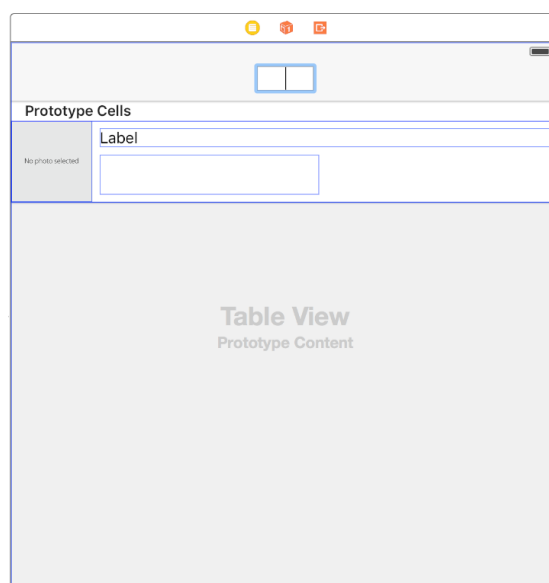 Prototype Cells
No photo selected
Label
Table View
Prototype Content